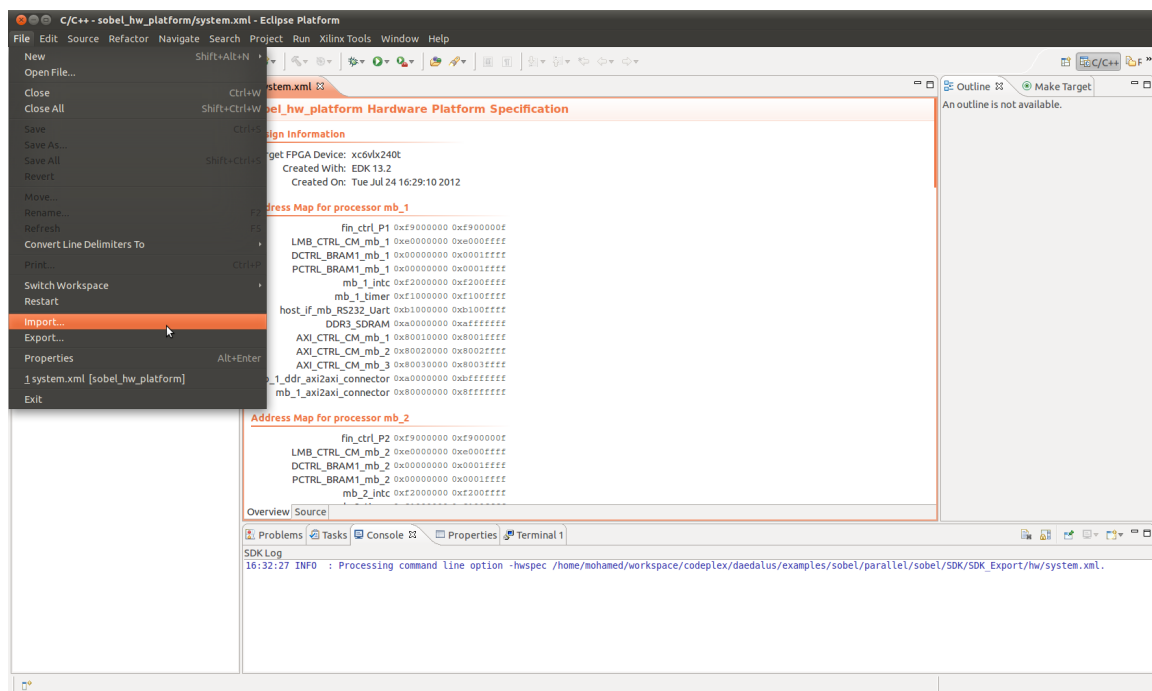 C/C++ - sobel_hw_platform/system.xml - Eclipse Platform
File Edit Source Refactor Navigate Search Project Run Xilinx Tools Window Help
New Shift+Alt+N
Open File...
Close Ctrl+W
Close All Shift+Ctrl+W
Save Ctrl+S
Save As...
Save All Shift+Ctrl+S
Revert
Move...
Rename... F2
Refresh F5
Convert Line Delimiters To
Print... Ctrl+P
Switch Workspace
Restart
Import...
Export...
Properties Alt+Enter
1 system.xml [sobel_hw_platform]
Exit
C/C++
stem.xml
el_hw_platform Hardware Platform Specification
sign Information
rget FPGA Device: xc6vlx240t
Created With: EDK 13.2
Created On: Tue Jul 24 16:29:10 2012
dress Map for processor mb_1
fin_ctrl_P1 0xf9000000 0xf900000f
LMB_CTRL_CM_mb_1 0xe0000000 0xe000ffff
DCTRL_BRAM1_mb_1 0x00000000 0x0001ffff
PCTRL_BRAM1_mb_1 0x00000000 0x0001ffff
mb_1_intc 0xf2000000 0xf200ffff
mb_1_timer 0xf1000000 0xf100ffff
host_if_mb_RS232_Uart 0xb1000000 0xb100ffff
DDR3_SDRAM 0xa0000000 0xafffffff
AXI_CTRL_CM_mb_1 0x80010000 0x8001ffff
AXI_CTRL_CM_mb_2 0x80020000 0x8002ffff
AXI_CTRL_CM_mb_3 0x80030000 0x8003ffff
_1_ddr_axi2axi_connector 0xa0000000 0xbfffffff
mb_1_axi2axi_connector 0x80000000 0x8fffffff
Address Map for processor mb_2
fin_ctrl_P2 0xf9000000 0xf900000f
LMB_CTRL_CM_mb_2 0xe0000000 0xe000ffff
DCTRL_BRAM1_mb_2 0x00000000 0x0001ffff
PCTRL_BRAM1_mb_2 0x00000000 0x0001ffff
mb_2_intc 0xf2000000 0xf200ffff
Overview Source
Outline Make Target
An outline is not available.
Problems Tasks Console Properties Terminal 1
SDK Log
16:32:27 INFO : Processing command line option -hwspec /home/mohamed/workspace/codeplex/daedalus/examples/sobel/parallel/sobel/SDK/SDK_Export/hw/system.xml.